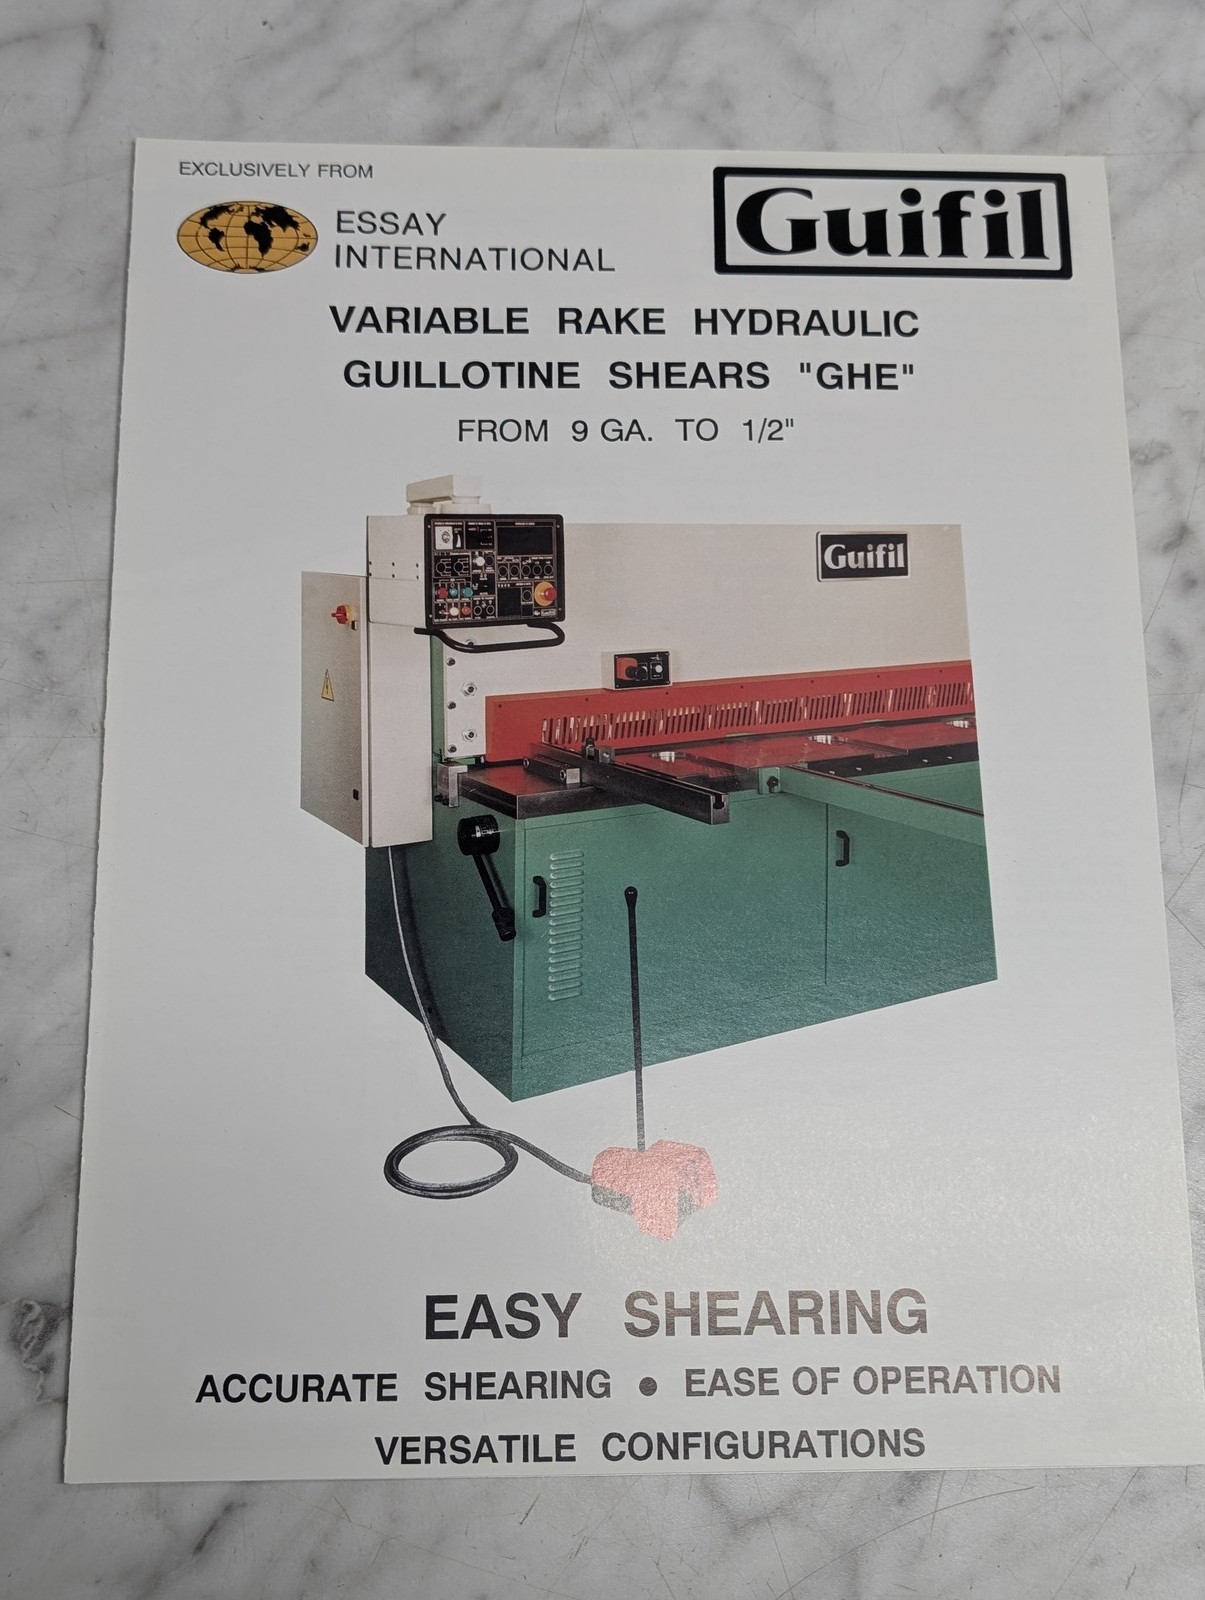 EXCLUSIVELY FROM
ESSAY
INTERNATIONAL
Guifil
VARIABLE RAKE HYDRAULIC
GUILLOTINE SHEARS "GHE"
FROM 9 GA. TO 1/2"
Guifil
EASY SHEARING
ACCURATE SHEARING • EASE OF OPERATION
VERSATILE CONFIGURATIONS